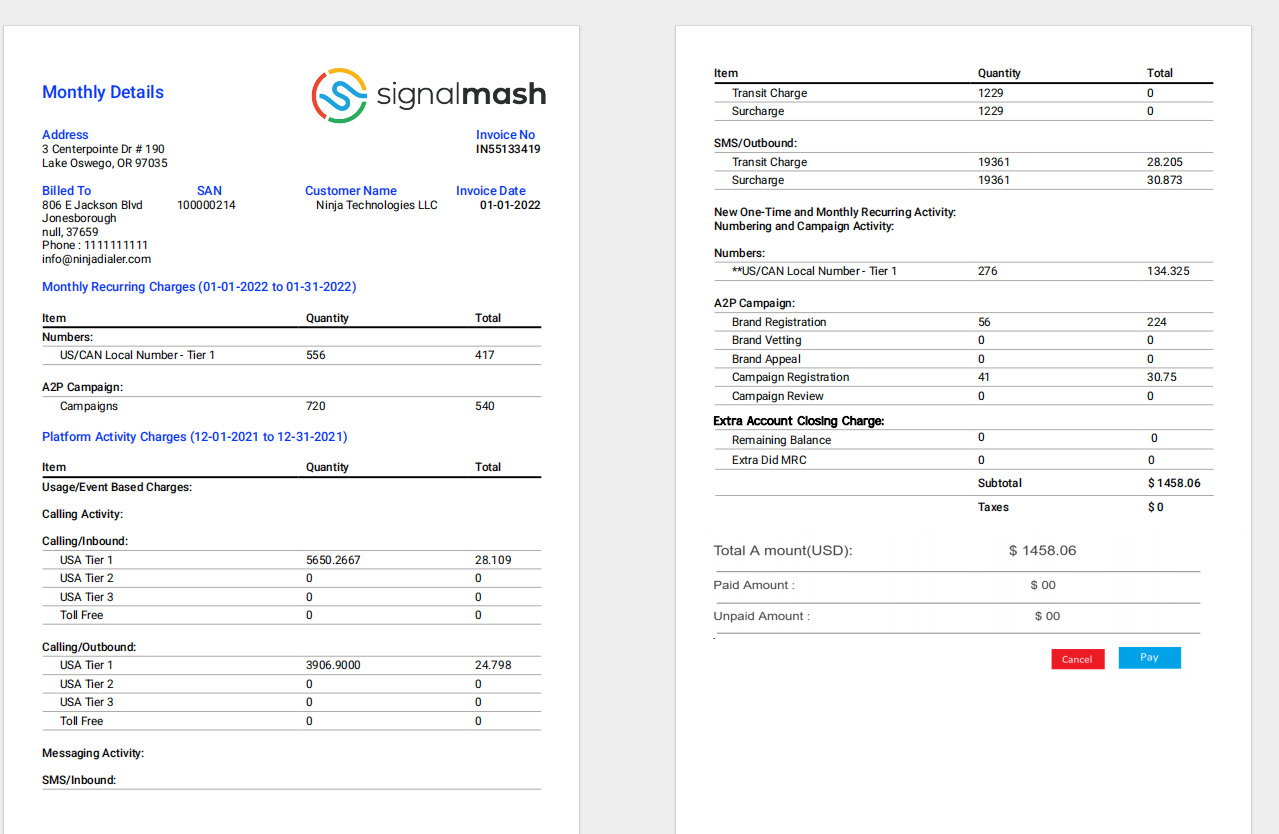 Monthly Details
signalmash
Address Invoice No
3 Centerpointe Dr # 190 IN55133419
Lake Oswego, OR 97035
Billed To SAN Customer Name Invoice Date
806 E Jackson Blvd 100000214 Ninja Technologies LLC 01-01-2022
Jonesborough
null, 37659
Phone : 1111111111
info@ninjadialer.com
Monthly Recurring Charges (01-01-2022 to 01-31-2022)
Item Quantity Total
Numbers:
US/CAN Local Number - Tier 1 556 417
A2P Campaign:
Campaigns 720 540
Platform Activity Charges (12-01-2021 to 12-31-2021)
Item Quantity Total
Usage/Event Based Charges:
Calling Activity:
Calling/Inbound:
USA Tier 1 5650.2667 28.109
USA Tier 2 0 0
USA Tier 3 0 0
Toll Free 0 0
Calling/Outbound:
USA Tier 1 3906.9000 24.798
USA Tier 2 0 0
USA Tier 3 0 0
Toll Free 0 0
Messaging Activity:
SMS/Inbound:
Item Quantity Total
Transit Charge 1229 0
Surcharge 1229 0
SMS/Outbound:
Transit Charge 19361 28.205
Surcharge 19361 30.873
New One-Time and Monthly Recurring Activity:
Numbering and Campaign Activity:
Numbers:
**US/CAN Local Number - Tier 1 276 134.325
A2P Campaign:
Brand Registration 56 224
Brand Vetting 0 0
Brand Appeal 0 0
Campaign Registration 41 30.75
Campaign Review 0 0
Extra Account Closing Charge:
Remaining Balance 0 0
Extra Did MRC 0 0
Subtotal $ 1458.06
Taxes $ 0
Total A mount(USD): $ 1458.06
Paid Amount : $ 00
Unpaid Amount : $ 00
Cancel Pay